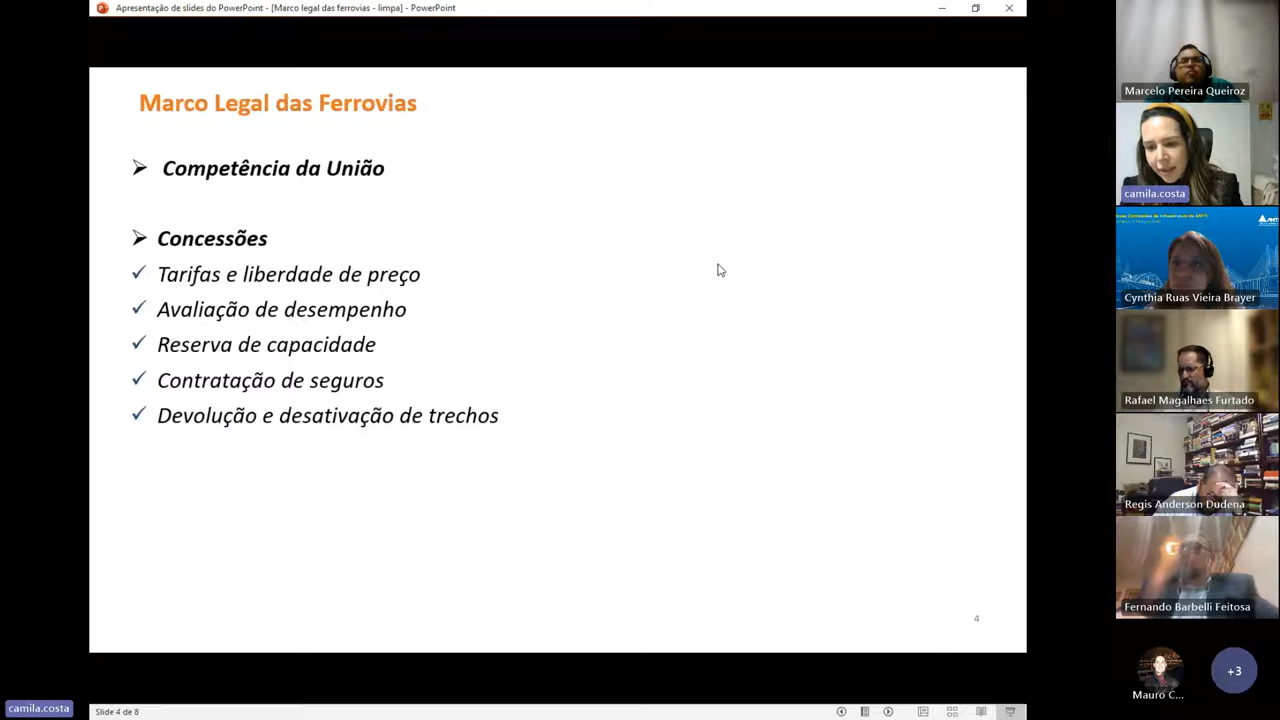 Apresentação de slides do PowerPoint - [Marco legal das ferrovias - limpa] - PowerPoint
Marco Legal das Ferrovias
Competência da União
Concessões
Tarifas e liberdade de preço
Avaliação de desempenho
Reserva de capacidade
Contratação de seguros
Devolução e desativação de trechos
4
Slide 4 de 8
camila.costa
Marcelo Pereira Queiroz
camila.costa
Cynthia Ruas Vieira Brayer
Rafael Magalhaes Furtado
Regis Anderson Dudena
Fernando Barbelli Feitosa
Mauro C...
+3